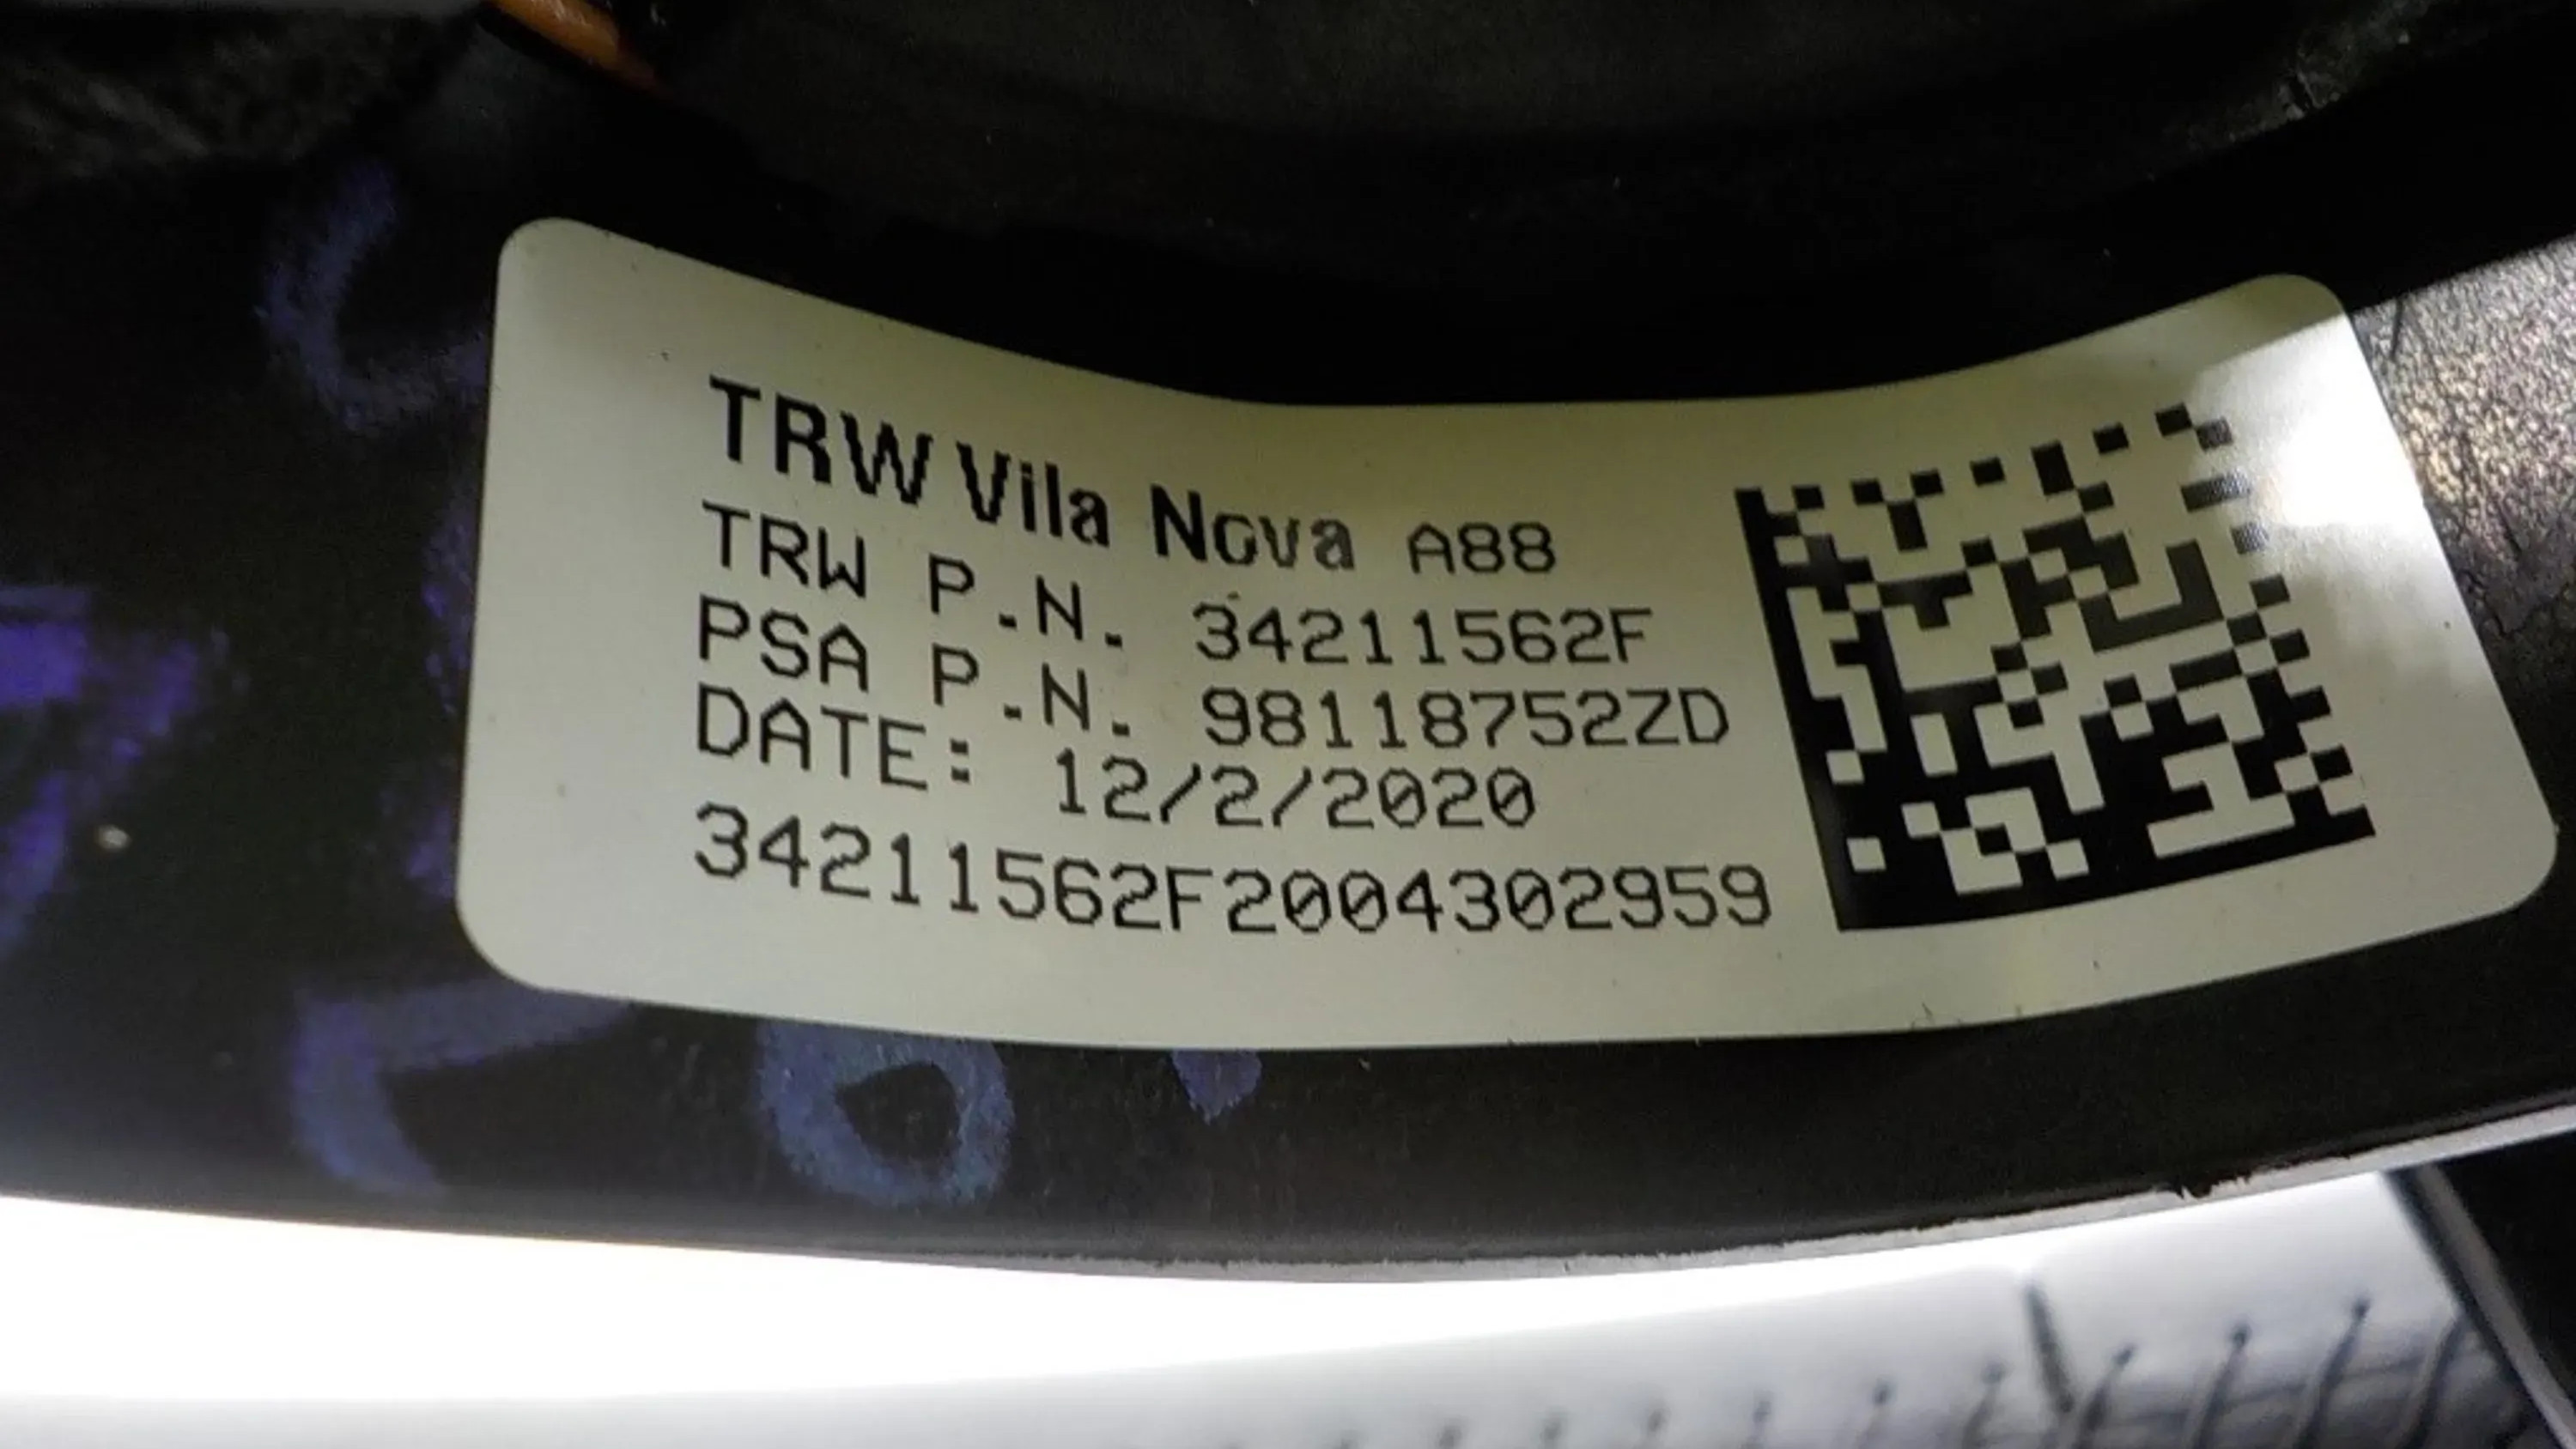 TRW Vila Nova A88
TRW P.N. 34211562F
PSA P.N. 98118752ZD
DATE: 12/2/2020
34211562F2004302959